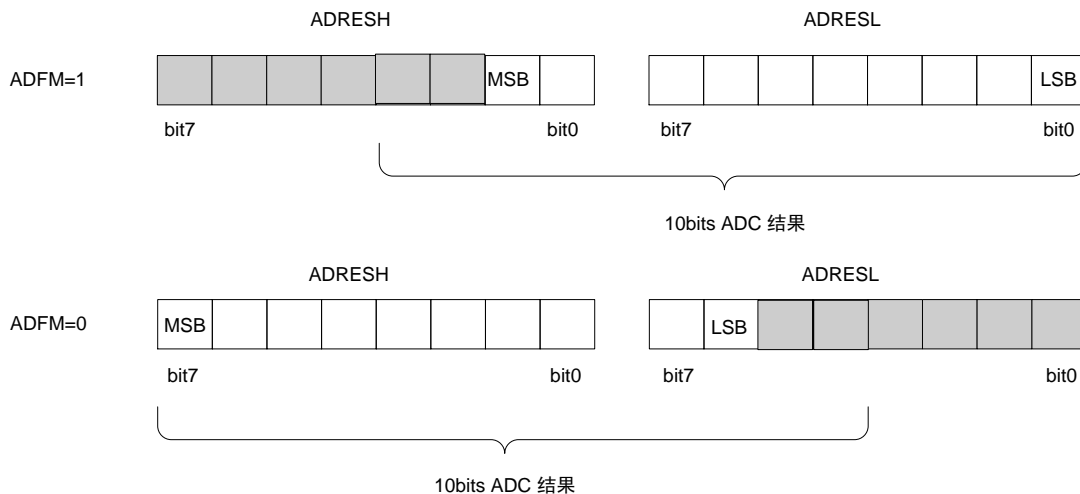 ADRESH ADRESL
ADFM=1 MSB LSB
bit7 bit0 bit7 bit0
10bits ADC 结果
ADRESH ADRESL
ADFM=0 MSB LSB
bit7 bit0 bit7 bit0
10bits ADC 结果